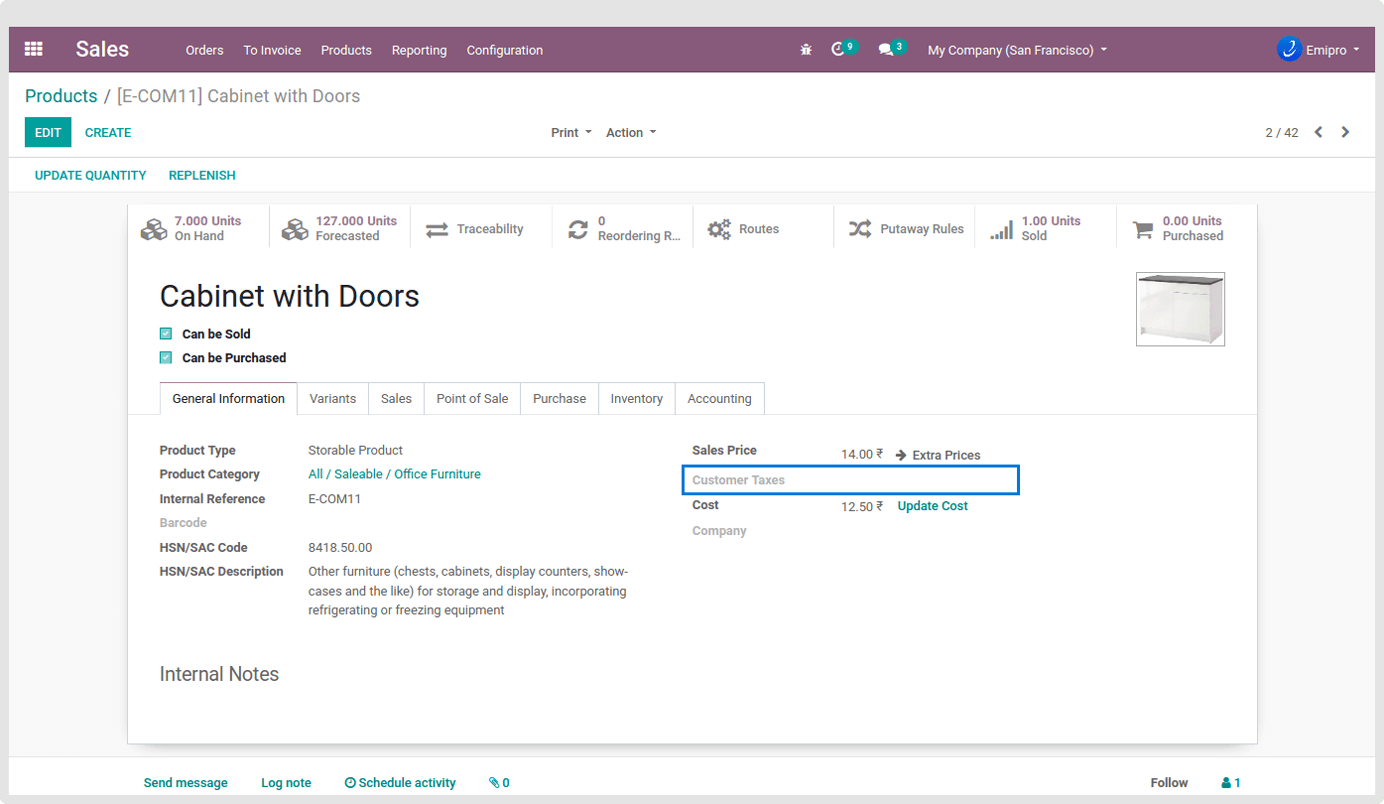 Sales Orders To Invoice Products Reporting Configuration 9 3 My Company (San Francisco) Emipro
Products / [E-COM11] Cabinet with Doors
EDIT CREATE Print Action 2 / 42
UPDATE QUANTITY REPLENISH
7.000 Units On Hand
127.000 Units Forecasted
Traceability
0 Reordering R...
Routes
Putaway Rules
1.00 Units Sold
0.00 Units Purchased
Cabinet with Doors
Can be Sold
Can be Purchased
General Information Variants Sales Point of Sale Purchase Inventory Accounting
Product Type Storable Product
Product Category All / Saleable / Office Furniture
Internal Reference E-COM11
Barcode
HSN/SAC Code 8418.50.00
HSN/SAC Description Other furniture (chests, cabinets, display counters, show-
cases and the like) for storage and display, incorporating
refrigerating or freezing equipment
Sales Price 14.00 ₹ Extra Prices
Customer Taxes
Cost 12.50 ₹ Update Cost
Company
Internal Notes
Send message Log note Schedule activity 0 Follow 1